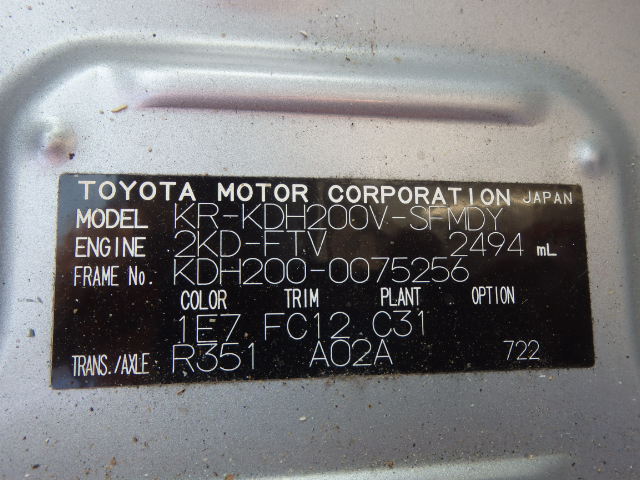 TOYOTA MOTOR CORPORATION JAPAN
MODEL KR-KDH200V-SFMDY
ENGINE 2KD-FTV 2494 mL
FRAME No. KDH200-0075256
COLOR TRIM PLANT OPTION
1E7 FC12 C31
TRANS./AXLE R351 A02A 722